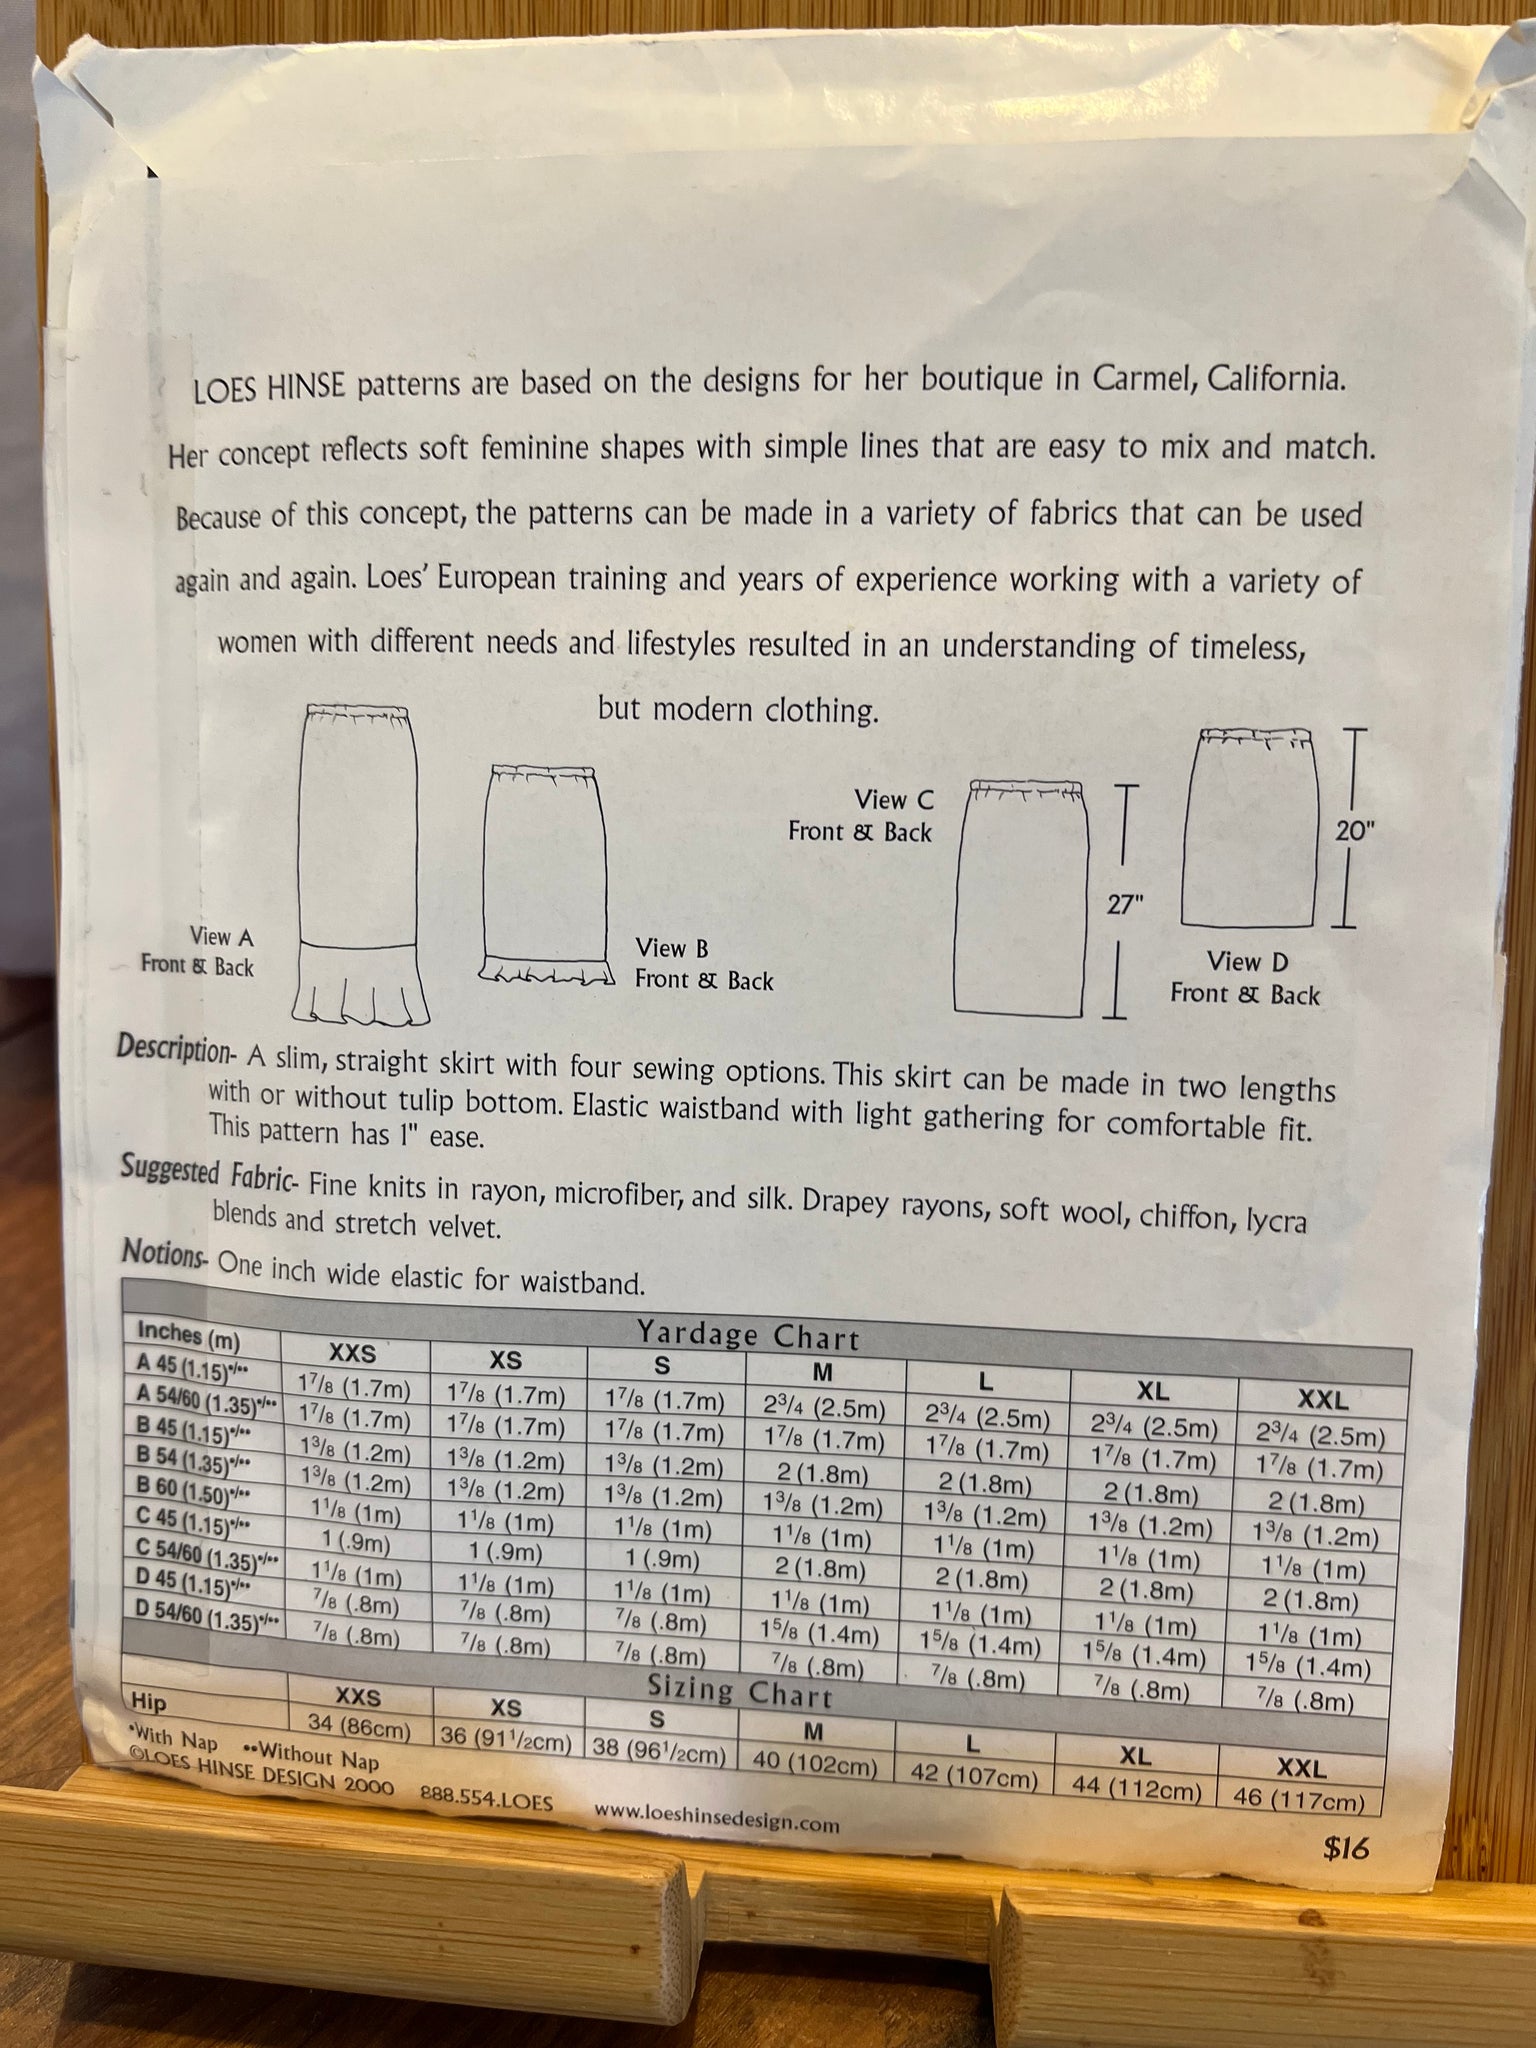 LOES HINSE patterns are based on the designs for her boutique in Carmel, California.
Her concept reflects soft feminine shapes with simple lines that are easy to mix and match.
Because of this concept, the patterns can be made in a variety of fabrics that can be used
again and again. Loes' European training and years of experience working with a variety of
women with different needs and lifestyles resulted in an understanding of timeless,
but modern clothing.
View A
Front & Back
View B
Front & Back
View C
Front & Back
27"
View D
Front & Back
20"
Description- A slim, straight skirt with four sewing options. This skirt can be made in two lengths
with or without tulip bottom. Elastic waistband with light gathering for comfortable fit.
This pattern has 1" ease.
Suggested Fabric- Fine knits in rayon, microfiber, and silk. Drapey rayons, soft wool, chiffon, lycra
blends and stretch velvet.
Notions- One inch wide elastic for waistband.
Yardage Chart
Inches (m) XXS XS S M L XL XXL
A 45 (1.15)*/** 1 7/8 (1.7m) 1 7/8 (1.7m) 1 7/8 (1.7m) 2 3/4 (2.5m) 2 3/4 (2.5m) 2 3/4 (2.5m) 2 3/4 (2.5m)
A 54/60 (1.35)*/** 1 7/8 (1.7m) 1 7/8 (1.7m) 1 7/8 (1.7m) 1 7/8 (1.7m) 1 7/8 (1.7m) 1 7/8 (1.7m) 1 7/8 (1.7m)
B 45 (1.15)*/** 1 3/8 (1.2m) 1 3/8 (1.2m) 1 3/8 (1.2m) 2 (1.8m) 2 (1.8m) 2 (1.8m) 2 (1.8m)
B 54 (1.35)*/** 1 3/8 (1.2m) 1 3/8 (1.2m) 1 3/8 (1.2m) 1 3/8 (1.2m) 1 3/8 (1.2m) 1 3/8 (1.2m) 1 3/8 (1.2m)
B 60 (1.50)*/** 1 1/8 (1m) 1 1/8 (1m) 1 1/8 (1m) 1 1/8 (1m) 1 1/8 (1m) 1 1/8 (1m) 1 1/8 (1m)
C 45 (1.15)*/** 1 (.9m) 1 (.9m) 1 (.9m) 2 (1.8m) 2 (1.8m) 2 (1.8m) 2 (1.8m)
C 54/60 (1.35)*/** 1 1/8 (1m) 1 1/8 (1m) 1 1/8 (1m) 1 1/8 (1m) 1 1/8 (1m) 1 1/8 (1m) 1 1/8 (1m)
D 45 (1.15)*/** 7/8 (.8m) 7/8 (.8m) 7/8 (.8m) 1 5/8 (1.4m) 1 5/8 (1.4m) 1 5/8 (1.4m) 1 5/8 (1.4m)
D 54/60 (1.35)*/** 7/8 (.8m) 7/8 (.8m) 7/8 (.8m) 7/8 (.8m) 7/8 (.8m) 7/8 (.8m) 7/8 (.8m)
Sizing Chart
XXS XS S M L XL XXL
Hip 34 (86cm) 36 (91 1/2cm) 38 (96 1/2cm) 40 (102cm) 42 (107cm) 44 (112cm) 46 (117cm)
*With Nap **Without Nap
©LOES HINSE DESIGN 2000 888.554.LOES www.loeshinsedesign.com
$16